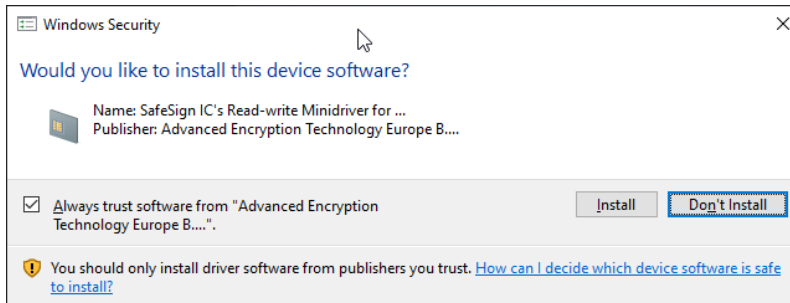 Windows Security
Would you like to install this device software?
Name: SafeSign IC's Read-write Minidriver for ...
Publisher: Advanced Encryption Technology Europe B....
Always trust software from "Advanced Encryption
Technology Europe B....".
Install
Don't Install
You should only install driver software from publishers you trust. How can I decide which device software is safe
to install?